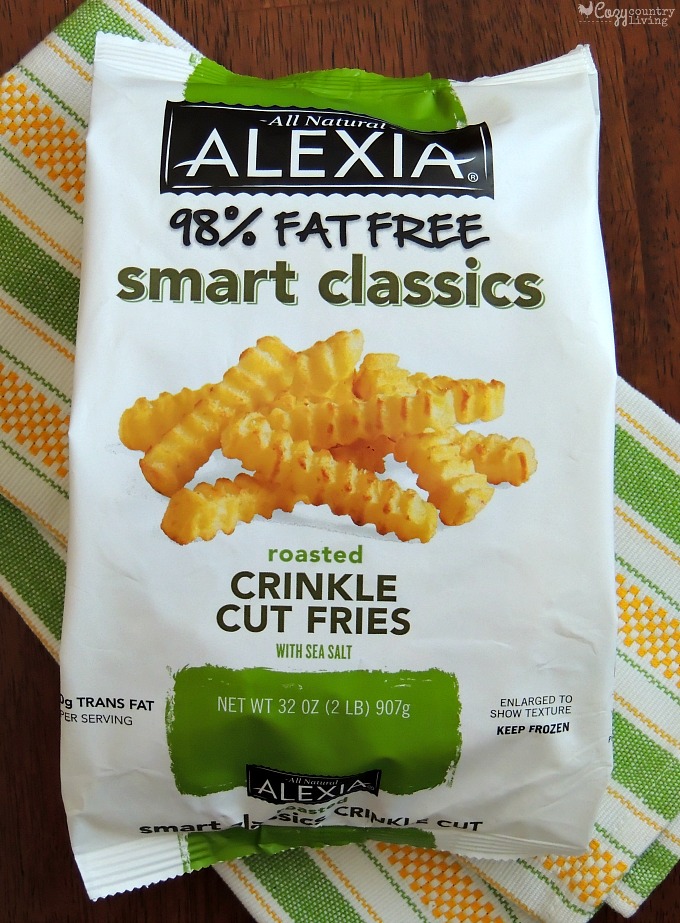 Cozy country
living
All Natural
ALEXIA®
98% FAT FREE
smart classics
roasted
CRINKLE
CUT FRIES
WITH SEA SALT
0g TRANS FAT
PER SERVING
NET WT 32 OZ (2 LB) 907g
ENLARGED TO
SHOW TEXTURE
KEEP FROZEN
All Natural
ALEXIA
roasted
smart classics CRINKLE CUT